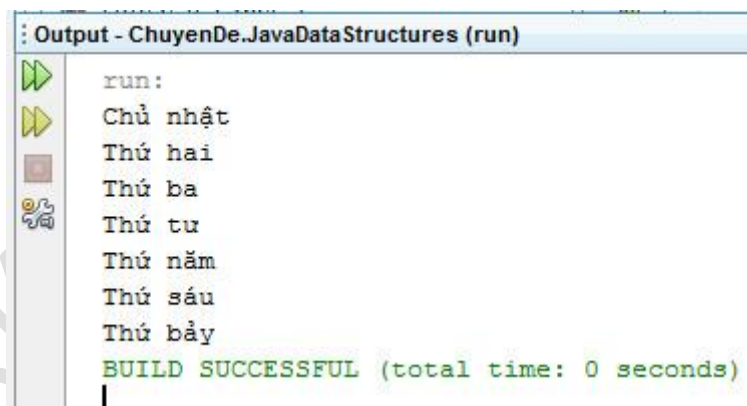 Output - ChuyenDe.JavaDataStructures (run)
run:
Chủ nhật
Thứ hai
Thứ ba
Thứ tư
Thứ năm
Thứ sáu
Thứ bảy
BUILD SUCCESSFUL (total time: 0 seconds)